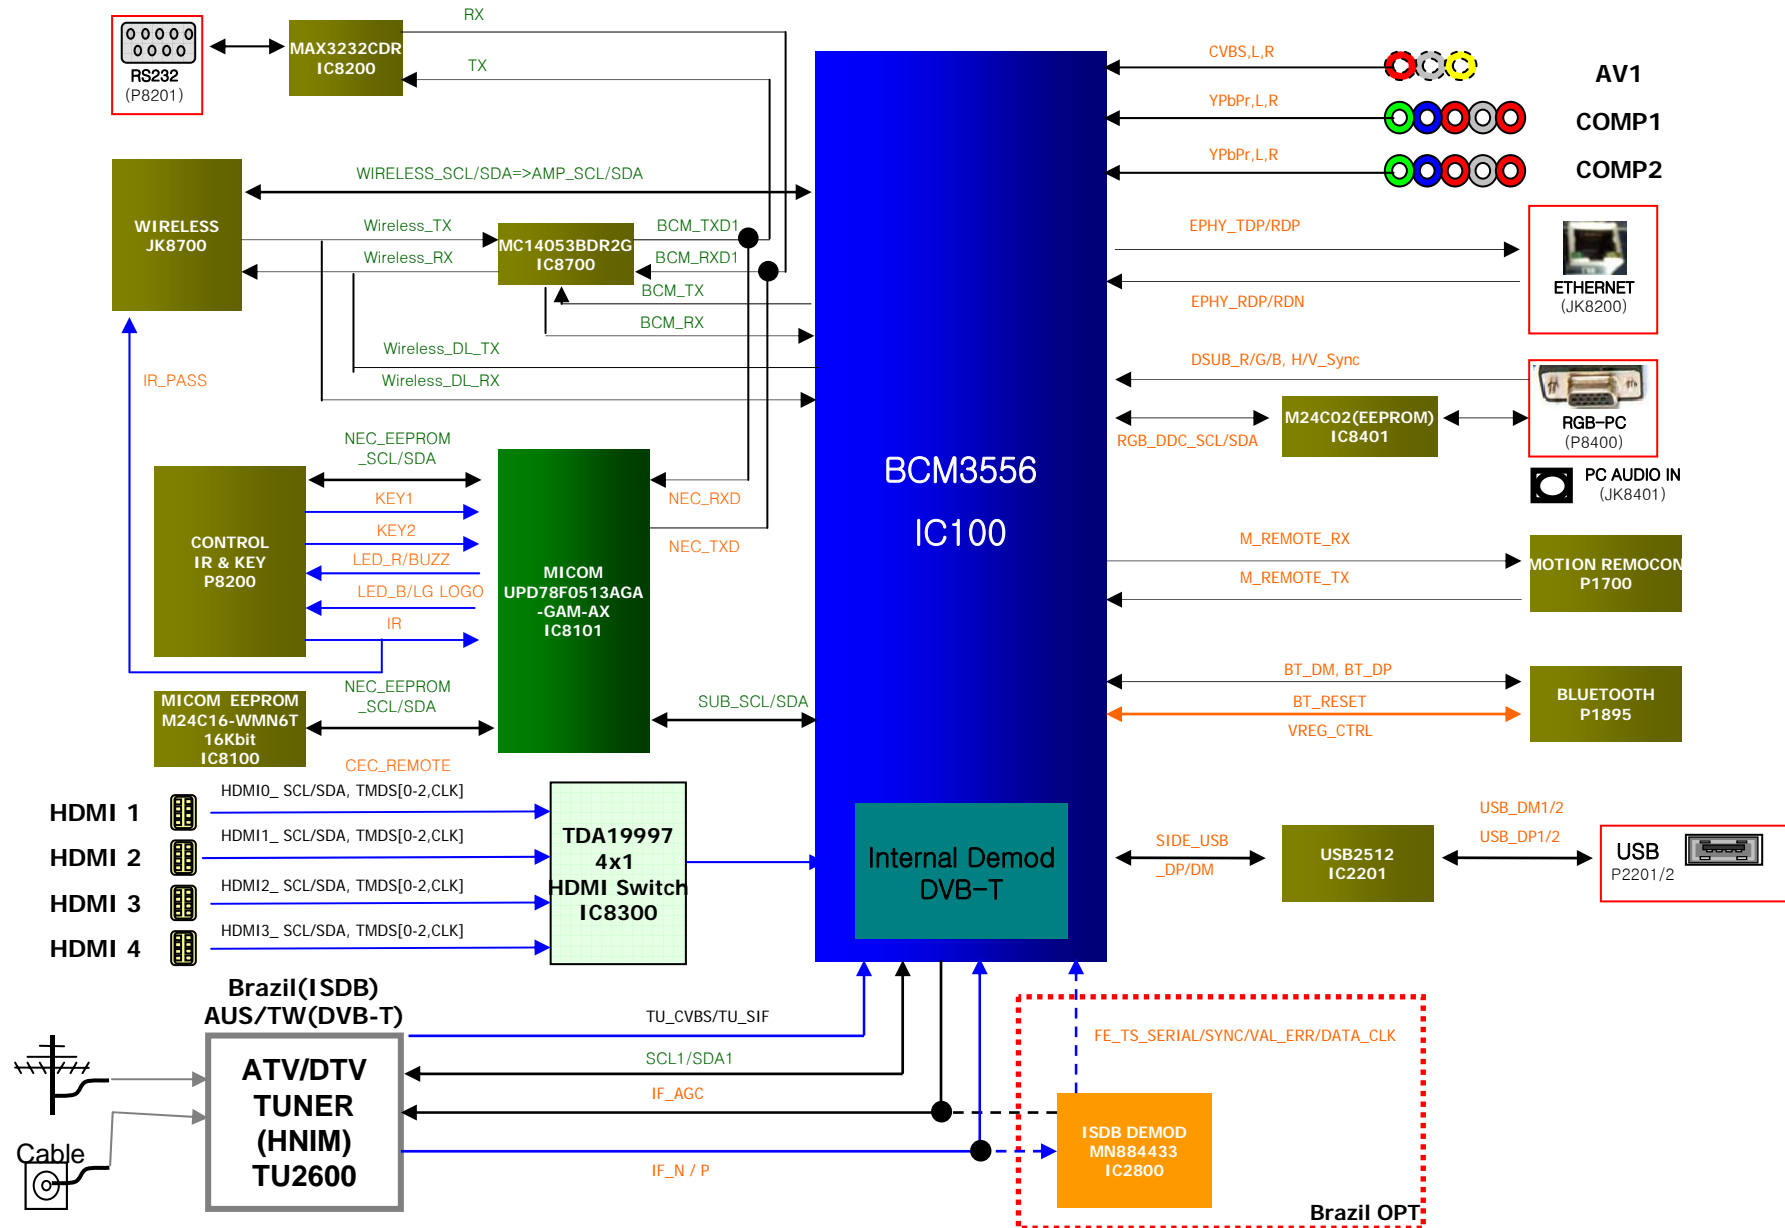 RX
MAX3232CDR
IC8200
TX
RS232
(P8201)
CVBS,L,R
AV1
YPbPr,L,R
COMP1
YPbPr,L,R
COMP2
WIRELESS_SCL/SDA=>AMP_SCL/SDA
WIRELESS
JK8700
Wireless_TX
Wireless_RX
MC14053BDR2G
IC8700
BCM_TXD1
BCM_RXD1
BCM_TX
BCM_RX
Wireless_DL_TX
Wireless_DL_RX
IR_PASS
EPHY_TDP/RDP
EPHY_RDP/RDN
ETHERNET
(JK8200)
DSUB_R/G/B, H/V_Sync
RGB_DDC_SCL/SDA
M24C02(EEPROM)
IC8401
RGB-PC
(P8400)
PC AUDIO IN
(JK8401)
BCM3556
IC100
NEC_EEPROM
_SCL/SDA
KEY1
KEY2
LED_R/BUZZ
LED_B/LG LOGO
IR
CONTROL
IR & KEY
P8200
MICOM
UPD78F0513AGA
-GAM-AX
IC8101
NEC_RXD
NEC_TXD
M_REMOTE_RX
M_REMOTE_TX
MOTION REMOCON
P1700
MICOM EEPROM
M24C16-WMN6T
16Kbit
IC8100
NEC_EEPROM
_SCL/SDA
SUB_SCL/SDA
BT_DM, BT_DP
BT_RESET
VREG_CTRL
BLUETOOTH
P1895
CEC_REMOTE
HDMI 1
HDMI0_ SCL/SDA, TMDS[0-2,CLK]
HDMI 2
HDMI1_ SCL/SDA, TMDS[0-2,CLK]
HDMI 3
HDMI2_ SCL/SDA, TMDS[0-2,CLK]
HDMI 4
HDMI3_ SCL/SDA, TMDS[0-2,CLK]
TDA19997
4x1
HDMI Switch
IC8300
Internal Demod
DVB-T
SIDE_USB
_DP/DM
USB2512
IC2201
USB_DM1/2
USB_DP1/2
USB
P2201/2
Brazil(ISDB)
AUS/TW(DVB-T)
ATV/DTV
TUNER
(HNIM)
TU2600
Cable
TU_CVBS/TU_SIF
SCL1/SDA1
IF_AGC
IF_N / P
FE_TS_SERIAL/SYNC/VAL_ERR/DATA_CLK
ISDB DEMOD
MN884433
IC2800
Brazil OPT